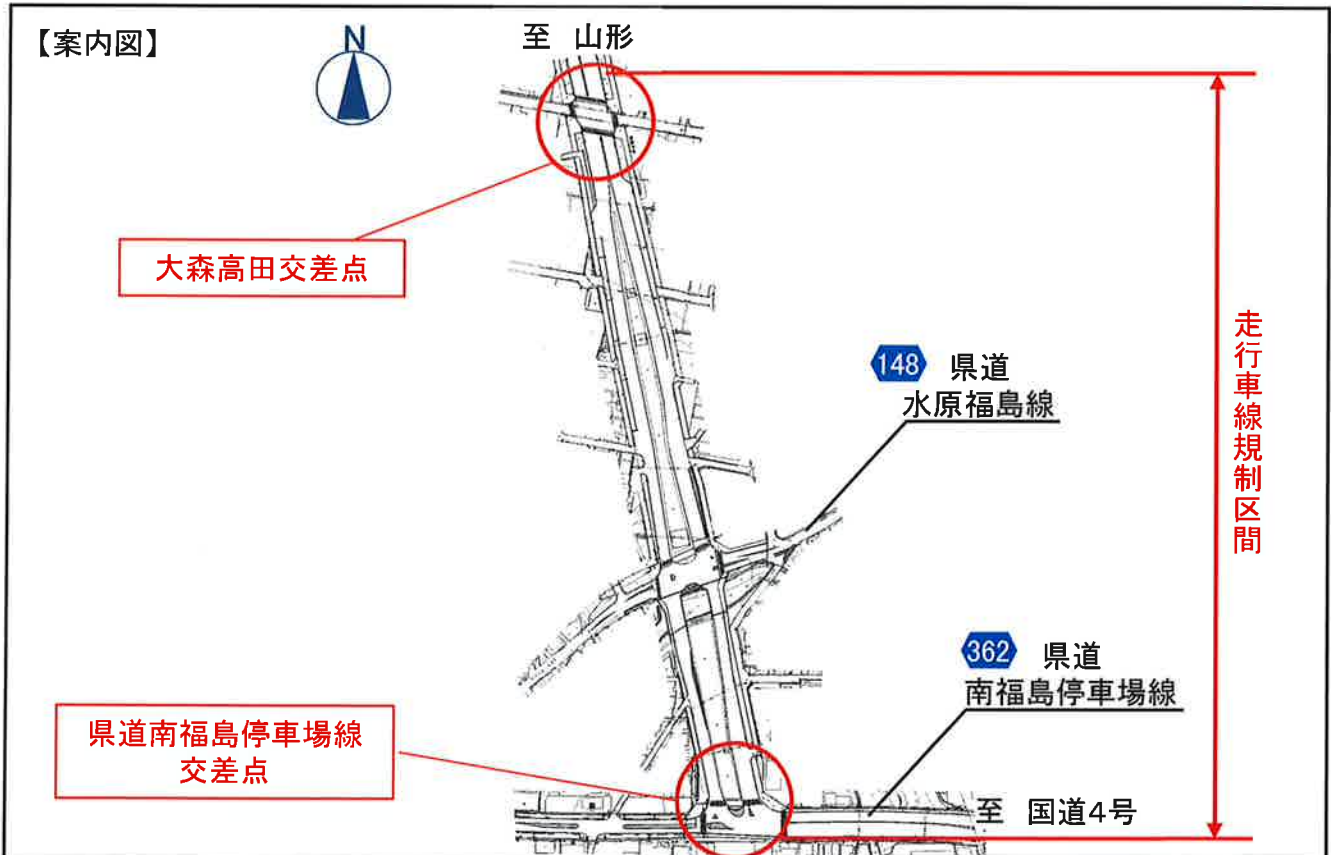 【案内図】
N
至 山形
大森高田交差点
148 県道
水原福島線
走行車線規制区間
362 県道
南福島停車場線
県道南福島停車場線
交差点
至 国道4号